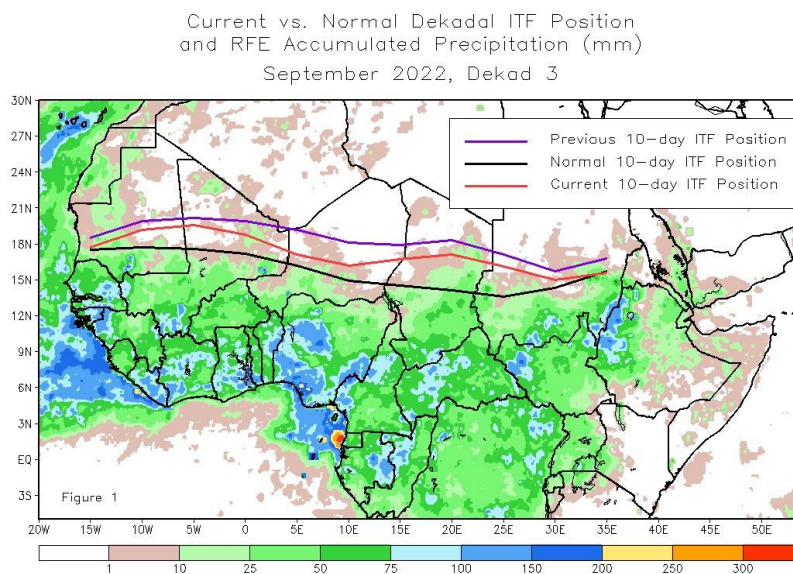 Current vs. Normal Dekadal ITF Position
and RFE Accumulated Precipitation (mm)
September 2022, Dekad 3
30N
27N
24N
21N
18N
15N
12N
9N
6N
3N
EQ
3S
Previous 10-day ITF Position
Normal 10-day ITF Position
Current 10-day ITF Position
Figure 1
20W 15W 10W 5W 0 5E 10E 15E 20E 25E 30E 35E 40E 45E 50E
1 10 25 50 75 100 150 200 250 300